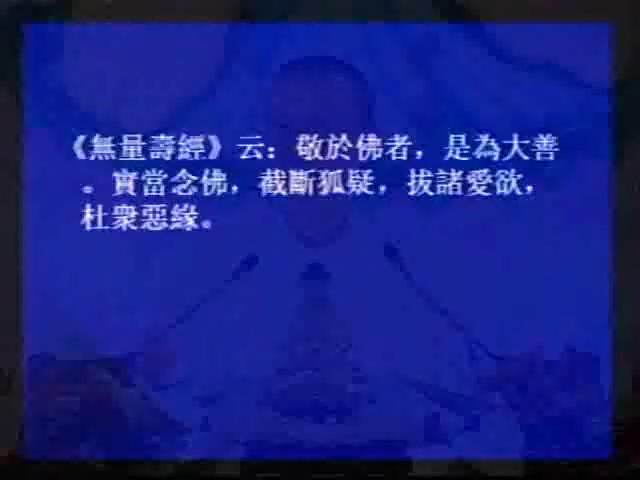 《無量壽經》云：敬於佛者，是為大善
。實當念佛，截斷狐疑，拔諸愛欲，
杜衆惡緣。